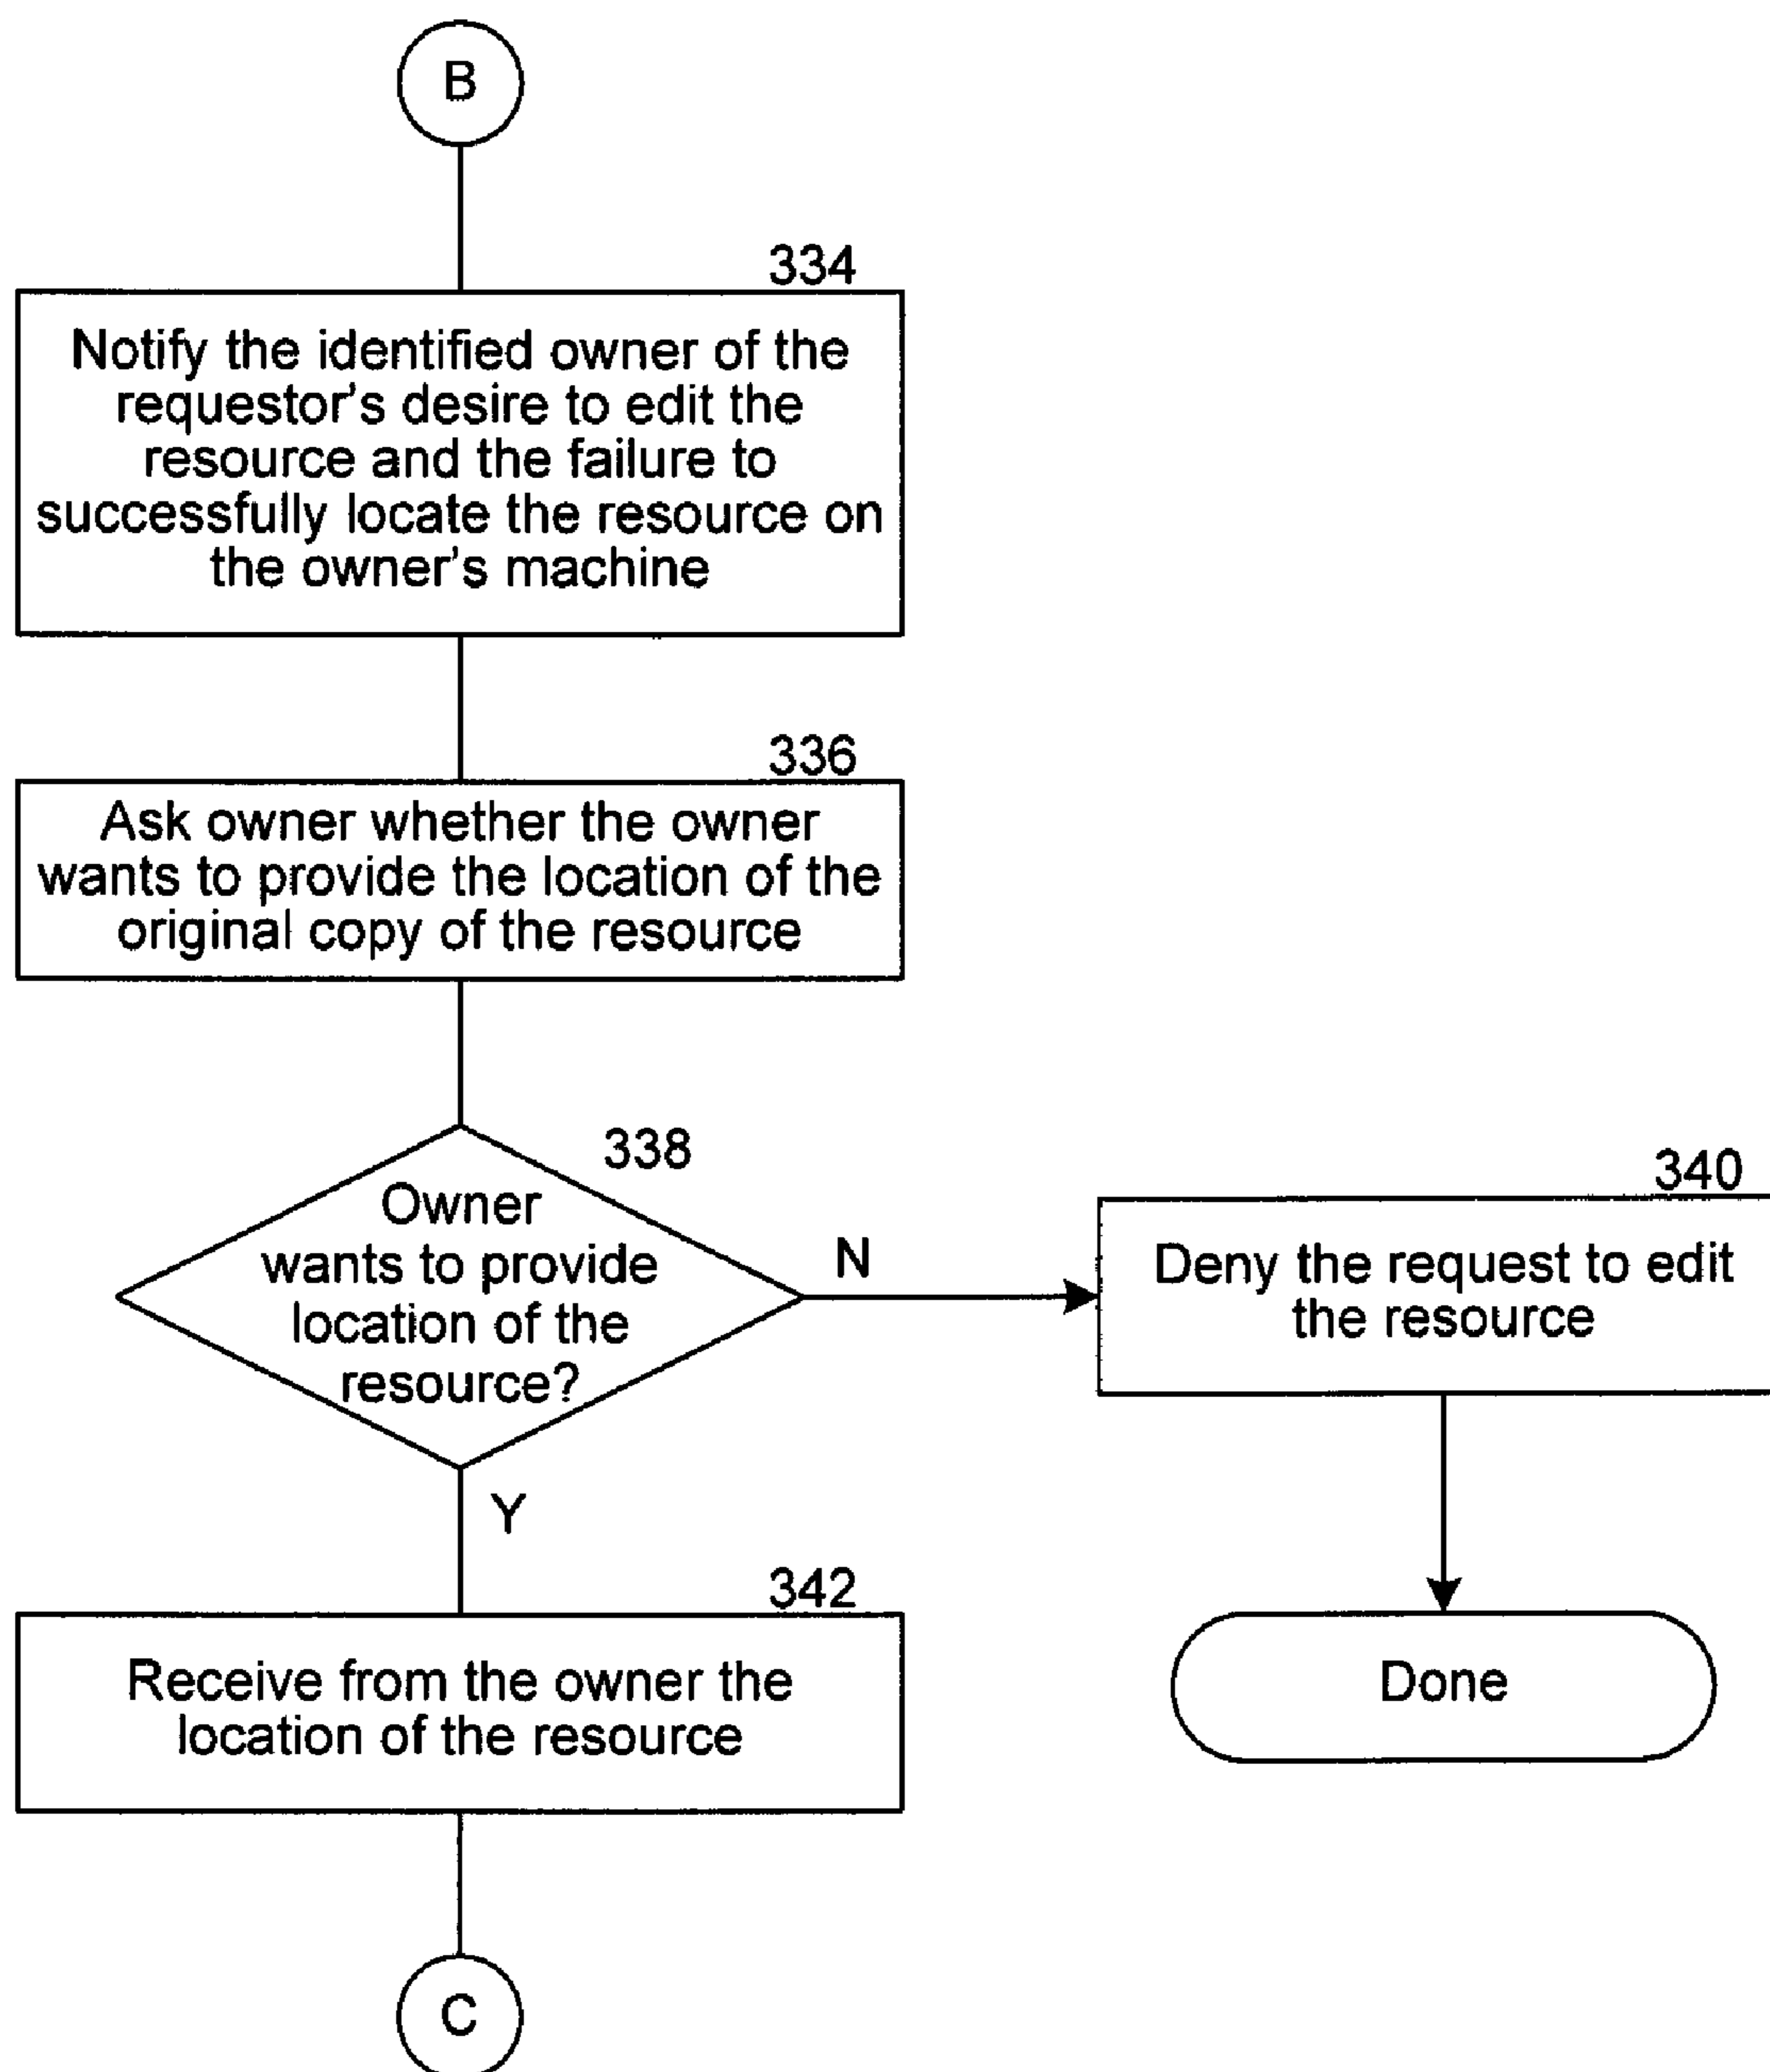 B
334
Notify the identified owner of the
requestor's desire to edit the
resource and the failure to
successfully locate the resource on
the owner's machine
336
Ask owner whether the owner
wants to provide the location of the
original copy of the resource
338
Owner
wants to provide
location of the
resource?
N
340
Deny the request to edit
the resource
Y
342
Receive from the owner the
location of the resource
Done
C